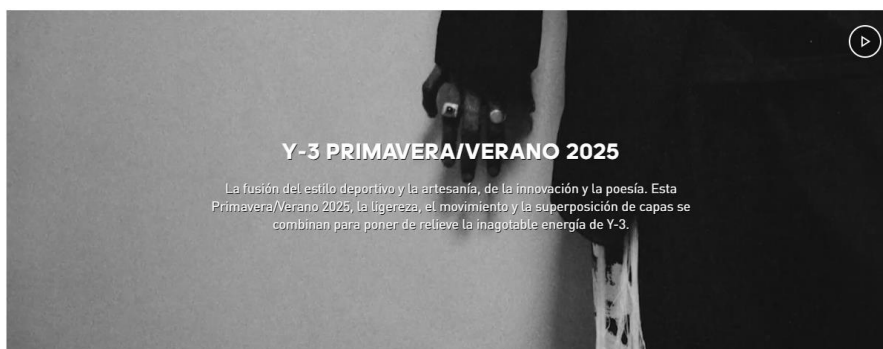 Y-3 PRIMAVERA/VERANO 2025
La fusión del estilo deportivo y la artesanía, de la innovación y la poesía. Esta
Primavera/Verano 2025, la ligereza, el movimiento y la superposición de capas se
combinan para poner de relieve la inagotable energía de Y-3.